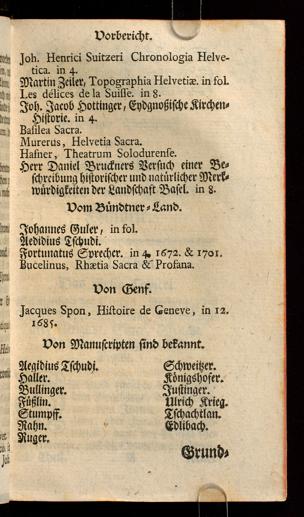 Vorbericht.
Joh. Henrici Suitzeri Chronologia Helve-
tica. in 4.
Martin Zeiler, Topographia Helvetiæ. in fol.
Les délices de la Suisse. in 8.
Joh. Jacob Hottinger, Eydgnoßische Kirchen-
Historie. in 4.
Basilea Sacra.
Murerus, Helvetia Sacra.
Hafner, Theatrum Solodurense.
Herr Daniel Bruckners Versuch einer Be-
schreibung historischer und natürlicher Merk-
würdigkeiten der Landschaft Basel. in 8.
Vom Bündtner-Land.
Johannes Guler, in fol.
Aedidius Tschudi.
Fortunatus Sprecher. in 4. 1672. & 1701.
Bucelinus, Rhætia Sacra & Profana.
Von Genf.
Jacques Spon, Histoire de Geneve, in 12.
1685.
Von Manuscripten sind bekannt.
Aegidius Tschudi.
Haller.
Bullinger.
Füßlin.
Stumpff.
Rahn.
Ruger.
Schweitzer.
Königshofer.
Justinger.
Ulrich Krieg.
Tschachtlan.
Edlibach.
Grund-